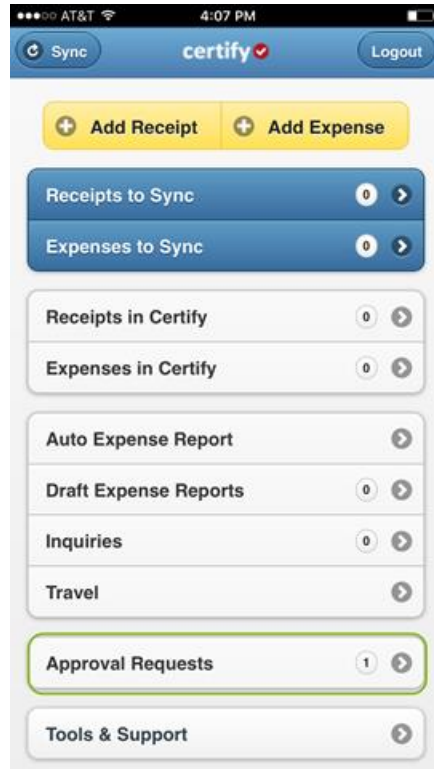 AT&T 4:07 PM
Sync certify Logout
Add Receipt Add Expense
Receipts to Sync 0
Expenses to Sync 0
Receipts in Certify 0
Expenses in Certify 0
Auto Expense Report
Draft Expense Reports 0
Inquiries 0
Travel
Approval Requests 1
Tools & Support